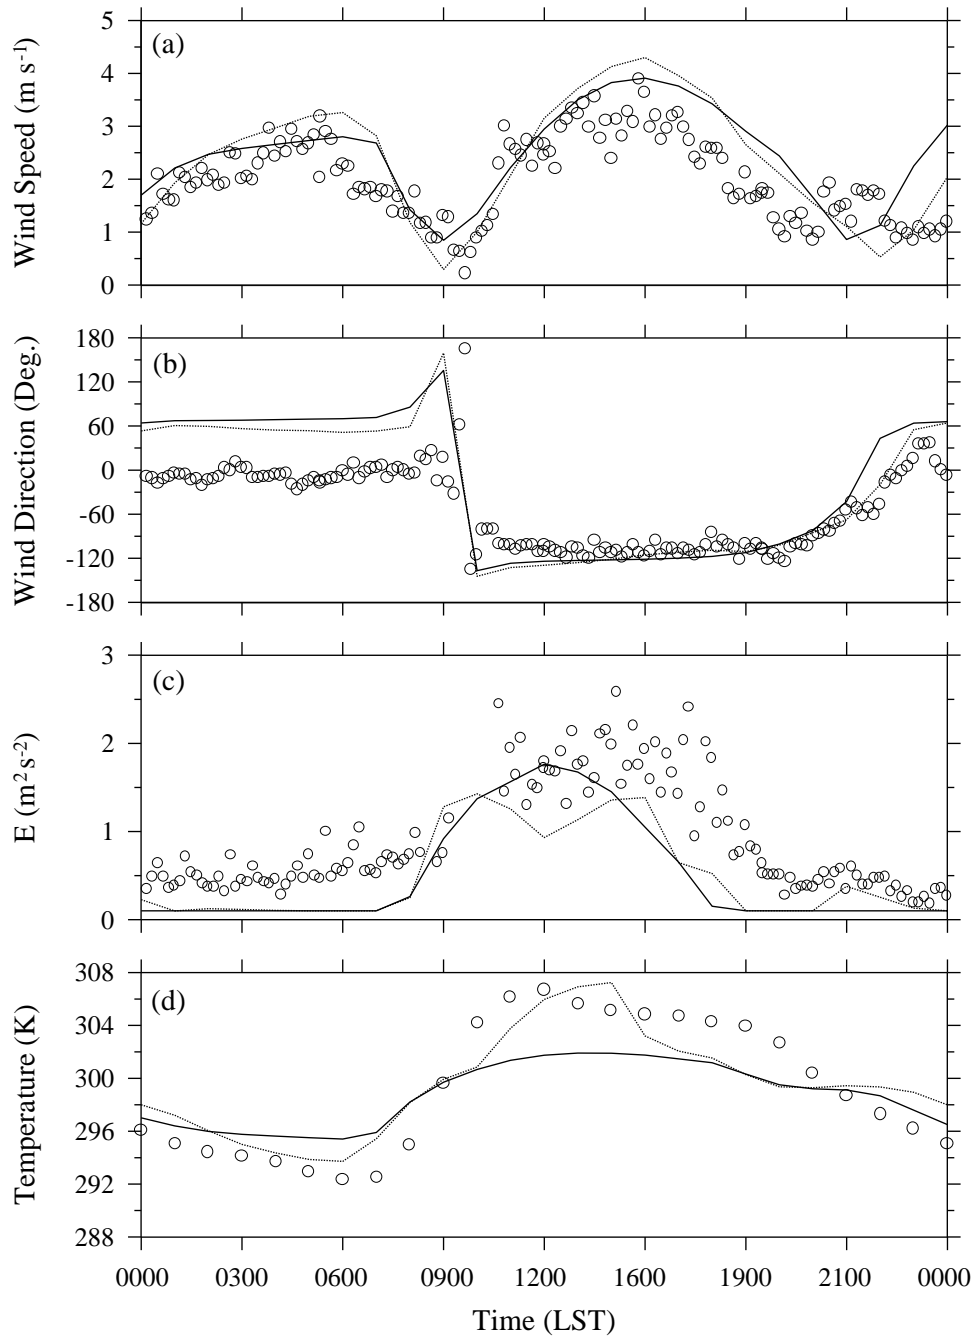 (a)
Wind Speed (m s⁻¹)
5
4
3
2
1
0
(b)
Wind Direction (Deg.)
180
120
60
0
-60
-120
-180
(c)
E (m² s⁻²)
3
2
1
0
(d)
Temperature (K)
308
304
300
296
292
288
0000 0300 0600 0900 1200 1600 1900 2100 0000
Time (LST)